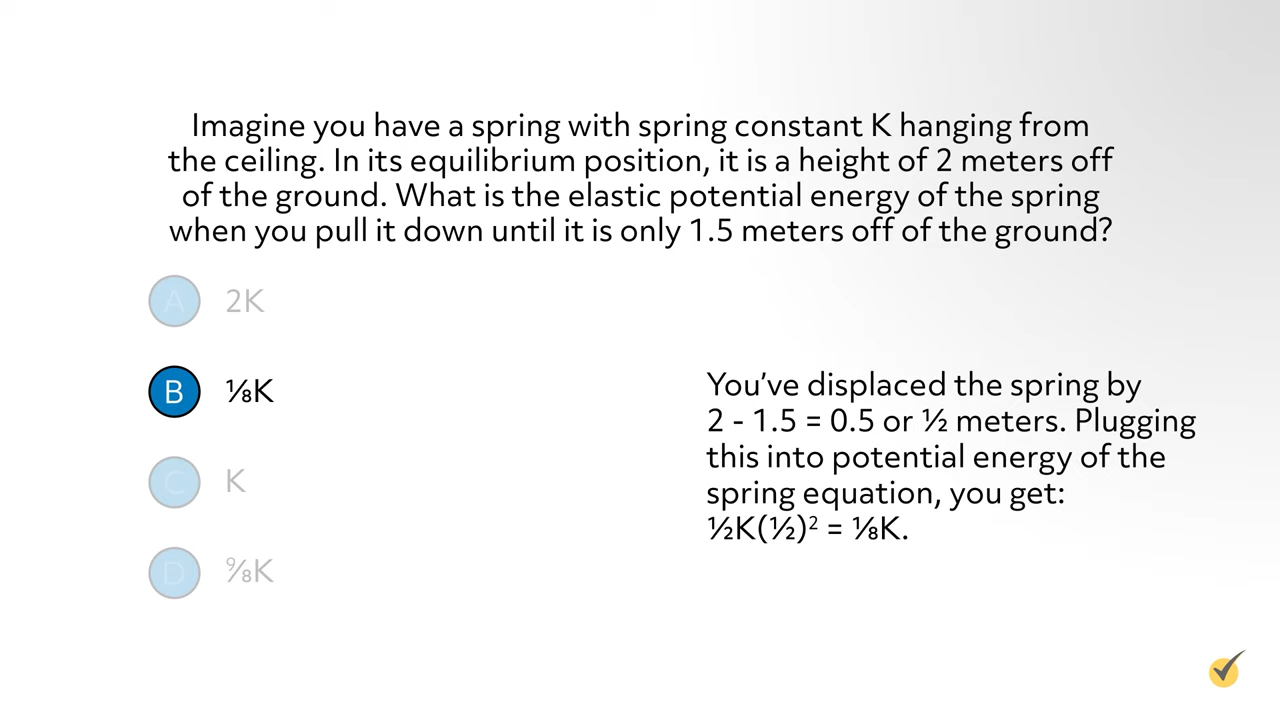 Imagine you have a spring with spring constant K hanging from
the ceiling. In its equilibrium position, it is a height of 2 meters off
of the ground. What is the elastic potential energy of the spring
when you pull it down until it is only 1.5 meters off of the ground?
A 2K
B ⅛K
C K
D ⁹⁄₈K
You’ve displaced the spring by
2 - 1.5 = 0.5 or ½ meters. Plugging
this into potential energy of the
spring equation, you get:
½K(½)² = ⅛K.